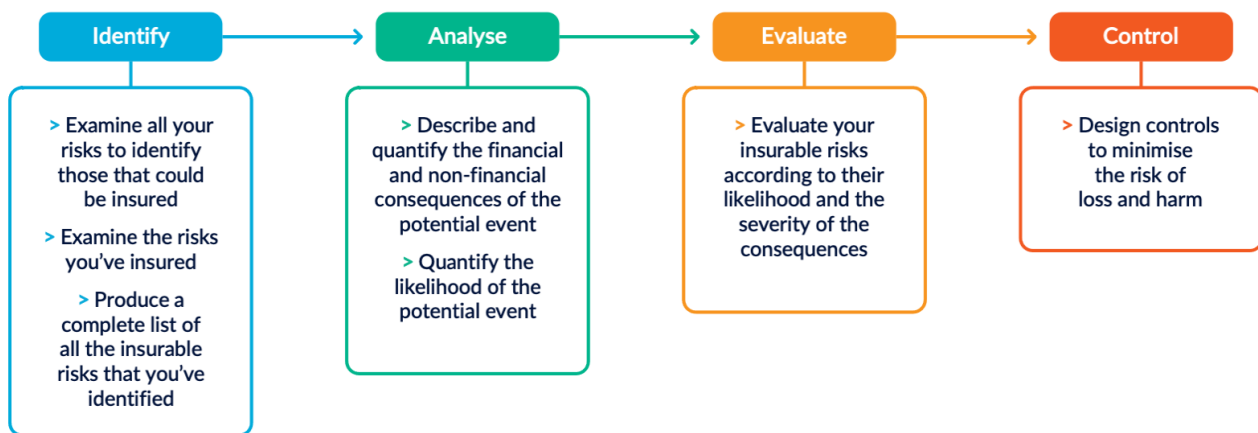 Identify
> Examine all your
risks to identify
those that could
be insured
> Examine the risks
you've insured
> Produce a
complete list of
all the insurable
risks that you've
identified
Analyse
> Describe and
quantify the financial
and non-financial
consequences of the
potential event
> Quantify the
likelihood of the
potential event
Evaluate
> Evaluate your
insurable risks
according to their
likelihood and the
severity of the
consequences
Control
> Design controls
to minimise
the risk of
loss and harm